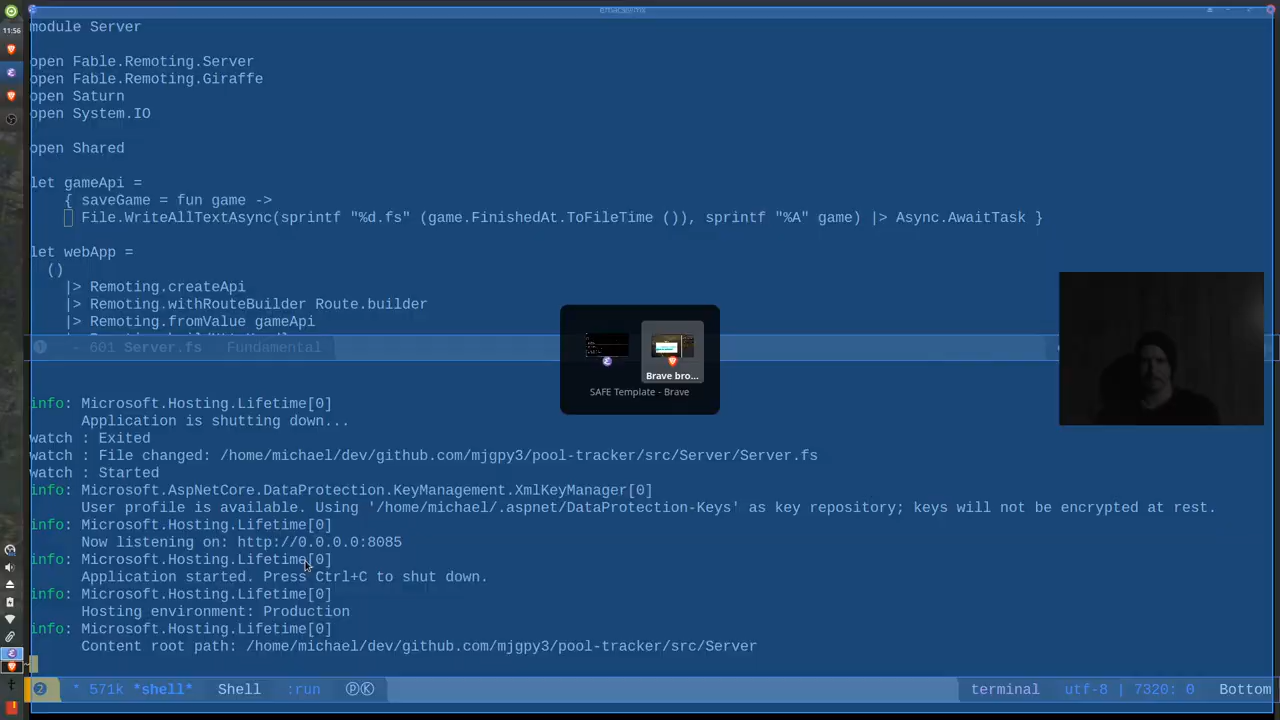 11:56
module Server
open Fable.Remoting.Server
open Fable.Remoting.Giraffe
open Saturn
open System.IO
open Shared
let gameApi =
{ saveGame = fun game ->
File.WriteAllTextAsync(sprintf "%d.fs" (game.FinishedAt.ToFileTime ()), sprintf "%A" game) |> Async.AwaitTask }
let webApp =
()
|> Remoting.createApi
|> Remoting.withRouteBuilder Route.builder
|> Remoting.fromValue gameApi
1 - 601 Server.fs Fundamental
Brave bro...
SAFE Template - Brave
info: Microsoft.Hosting.Lifetime[0]
Application is shutting down...
watch : Exited
watch : File changed: /home/michael/dev/github.com/mjgpy3/pool-tracker/src/Server/Server.fs
watch : Started
info: Microsoft.AspNetCore.DataProtection.KeyManagement.XmlKeyManager[0]
User profile is available. Using '/home/michael/.aspnet/DataProtection-Keys' as key repository; keys will not be encrypted at rest.
info: Microsoft.Hosting.Lifetime[0]
Now listening on: http://0.0.0.0:8085
info: Microsoft.Hosting.Lifetime[0]
Application started. Press Ctrl+C to shut down.
info: Microsoft.Hosting.Lifetime[0]
Hosting environment: Production
info: Microsoft.Hosting.Lifetime[0]
Content root path: /home/michael/dev/github.com/mjgpy3/pool-tracker/src/Server
2 * 571k *shell* Shell :run ⓟⓀ terminal utf-8 | 7320: 0 Bottom